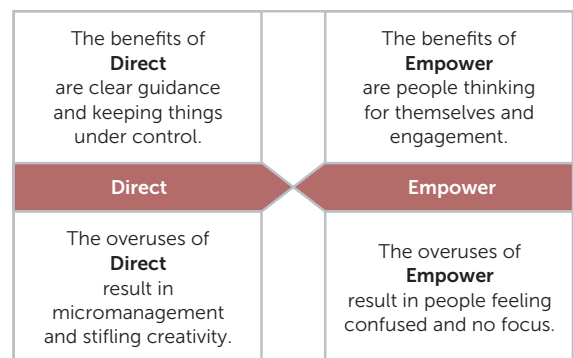 The benefits of
Direct
are clear guidance
and keeping things
under control.
The benefits of
Empower
are people thinking
for themselves and
engagement.
Direct
Empower
The overuses of
Direct
result in
micromanagement
and stifling creativity.
The overuses of
Empower
result in people feeling
confused and no focus.